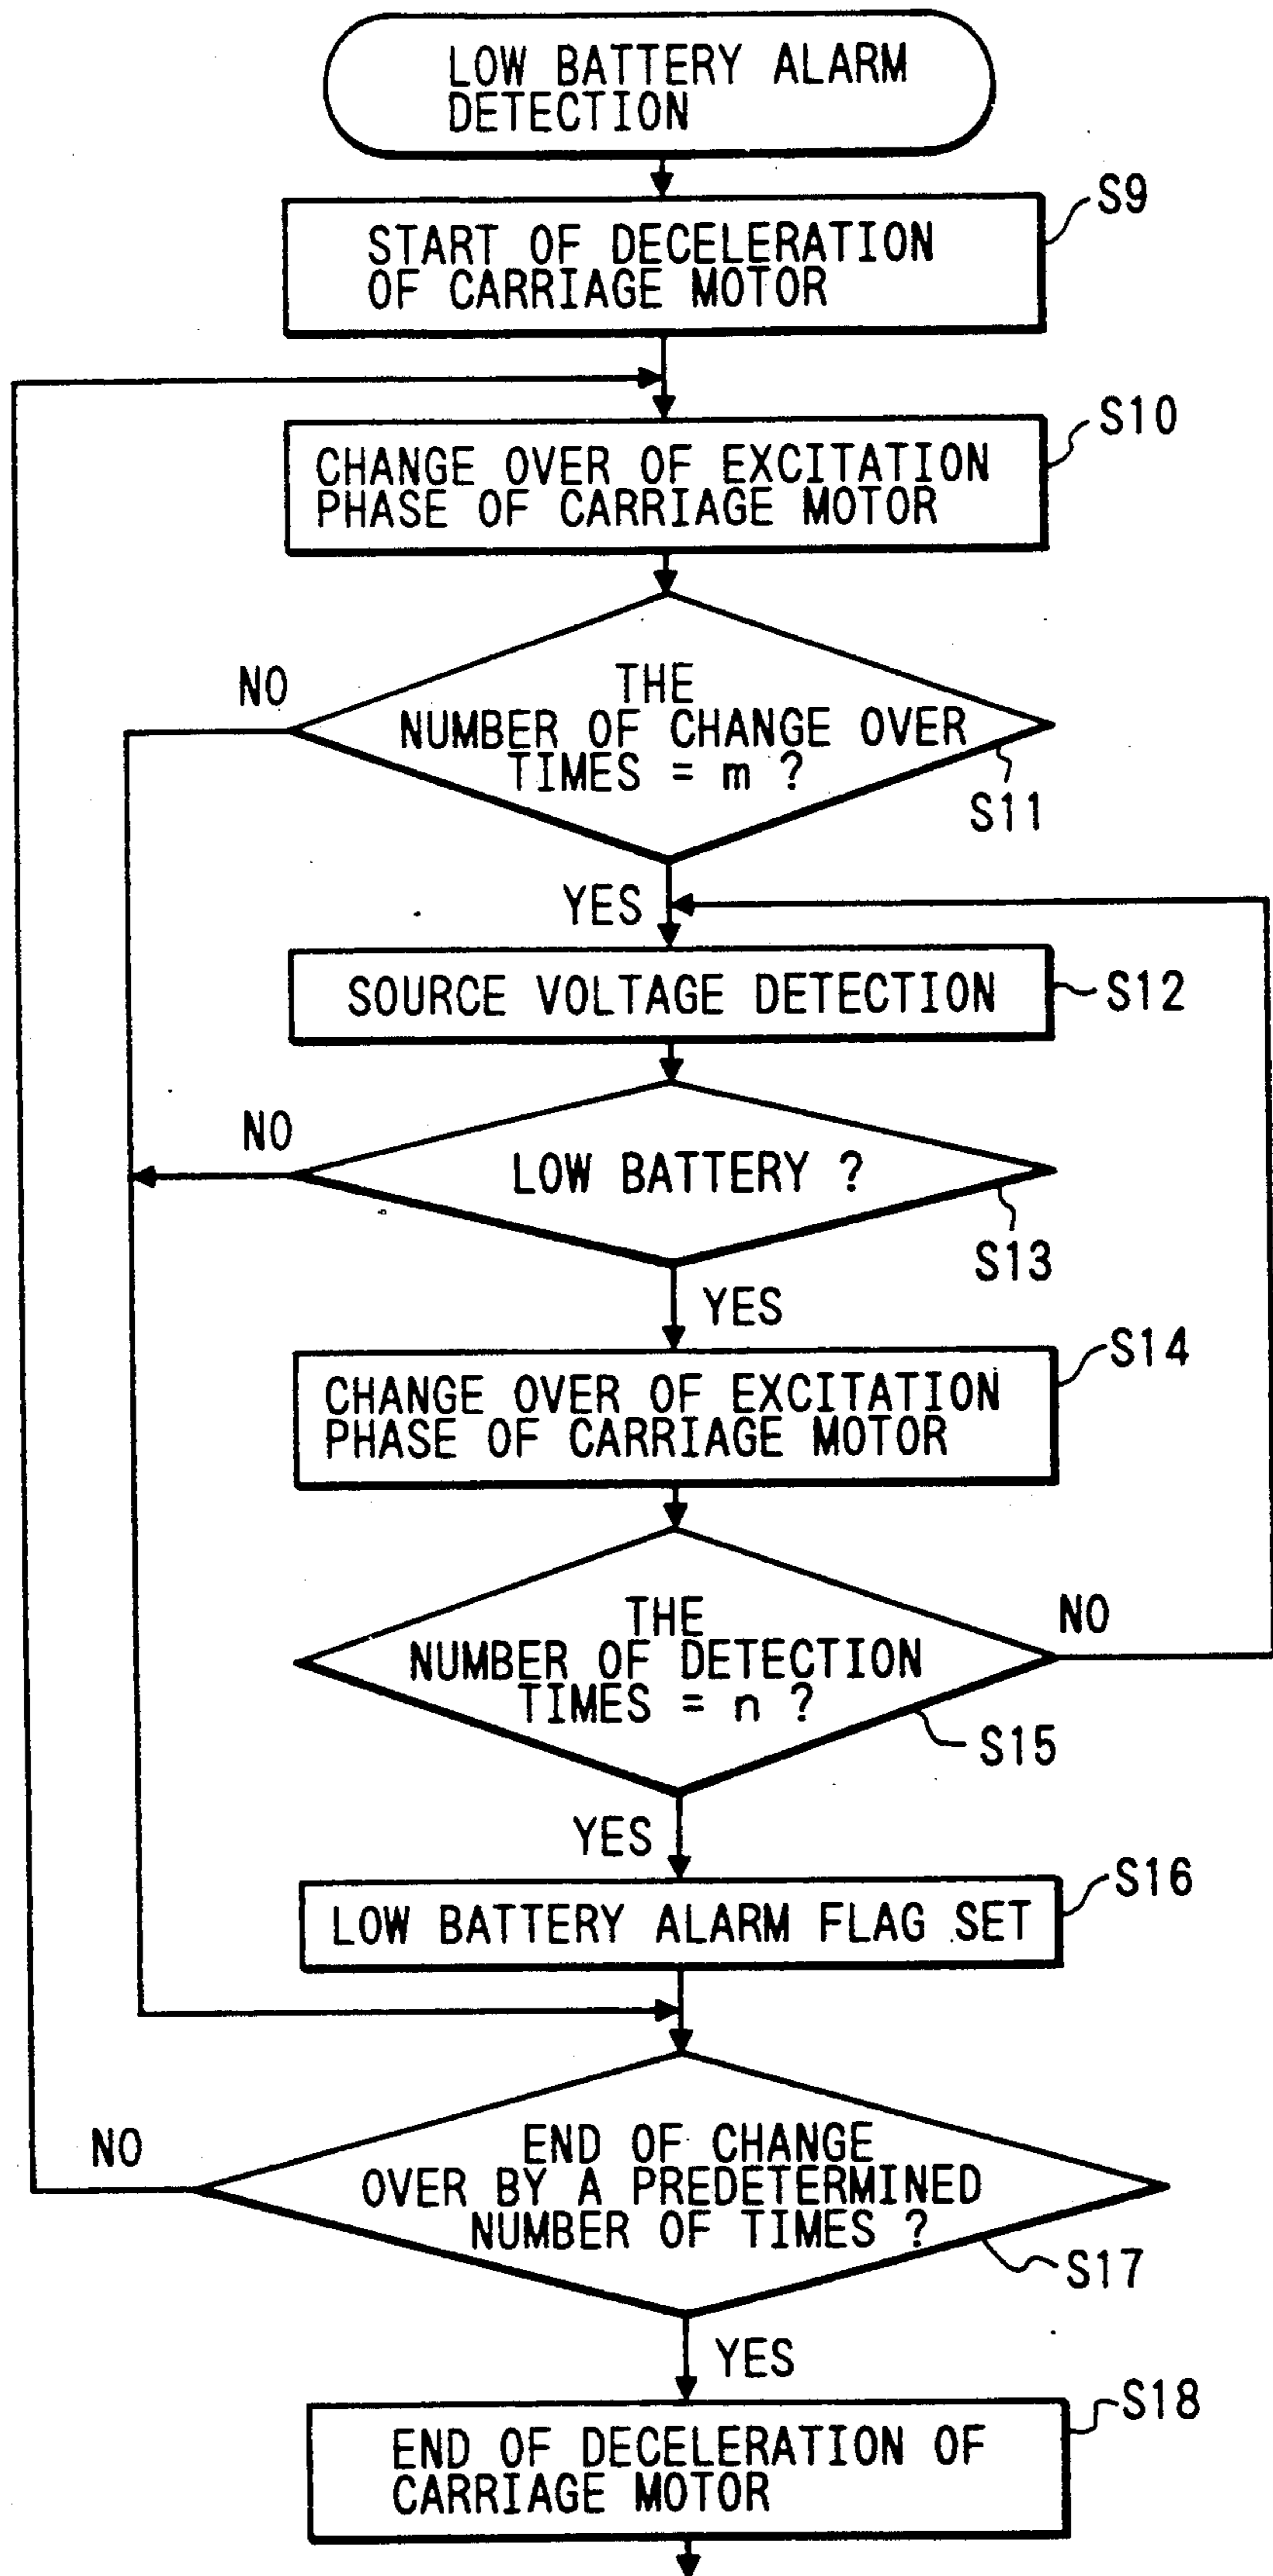 LOW BATTERY ALARM
DETECTION
S9
START OF DECELERATION
OF CARRIAGE MOTOR
S10
CHANGE OVER OF EXCITATION
PHASE OF CARRIAGE MOTOR
NO
THE
NUMBER OF CHANGE OVER
TIMES = m ?
S11
YES
SOURCE VOLTAGE DETECTION
S12
NO
LOW BATTERY ?
S13
YES
S14
CHANGE OVER OF EXCITATION
PHASE OF CARRIAGE MOTOR
THE
NUMBER OF DETECTION
TIMES = n ?
NO
S15
YES
S16
LOW BATTERY ALARM FLAG SET
NO
END OF CHANGE
OVER BY A PREDETERMINED
NUMBER OF TIMES ?
S17
YES
S18
END OF DECELERATION OF
CARRIAGE MOTOR